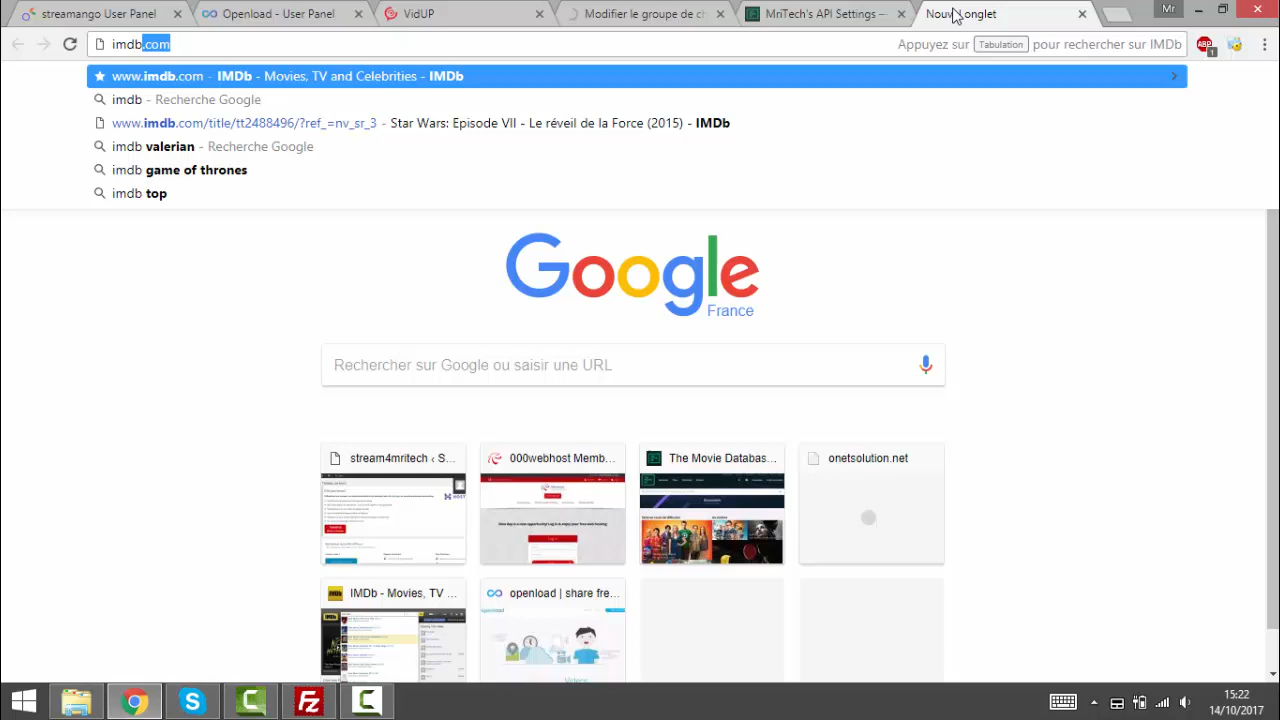 streamango User Panel
Openload - User Panel
VidUP
Modifier le groupe de ch
MriTech's API Settings —
Nouvel onglet
Mr
imdb.com
Appuyez sur Tabulation pour rechercher sur IMDb
ABP
1
www.imdb.com - IMDb - Movies, TV and Celebrities - IMDb
imdb - Recherche Google
www.imdb.com/title/tt2488496/?ref_=nv_sr_3 - Star Wars: Episode VII - Le réveil de la Force (2015) - IMDb
imdb valerian - Recherche Google
imdb game of thrones
imdb top
Google
France
Rechercher sur Google ou saisir une URL
stream4mritech ‹ S...
000webhost Memb...
The Movie Databas...
onetsolution.net
IMDb - Movies, TV ...
openload | share fre...
Videos
15:22
14/10/2017